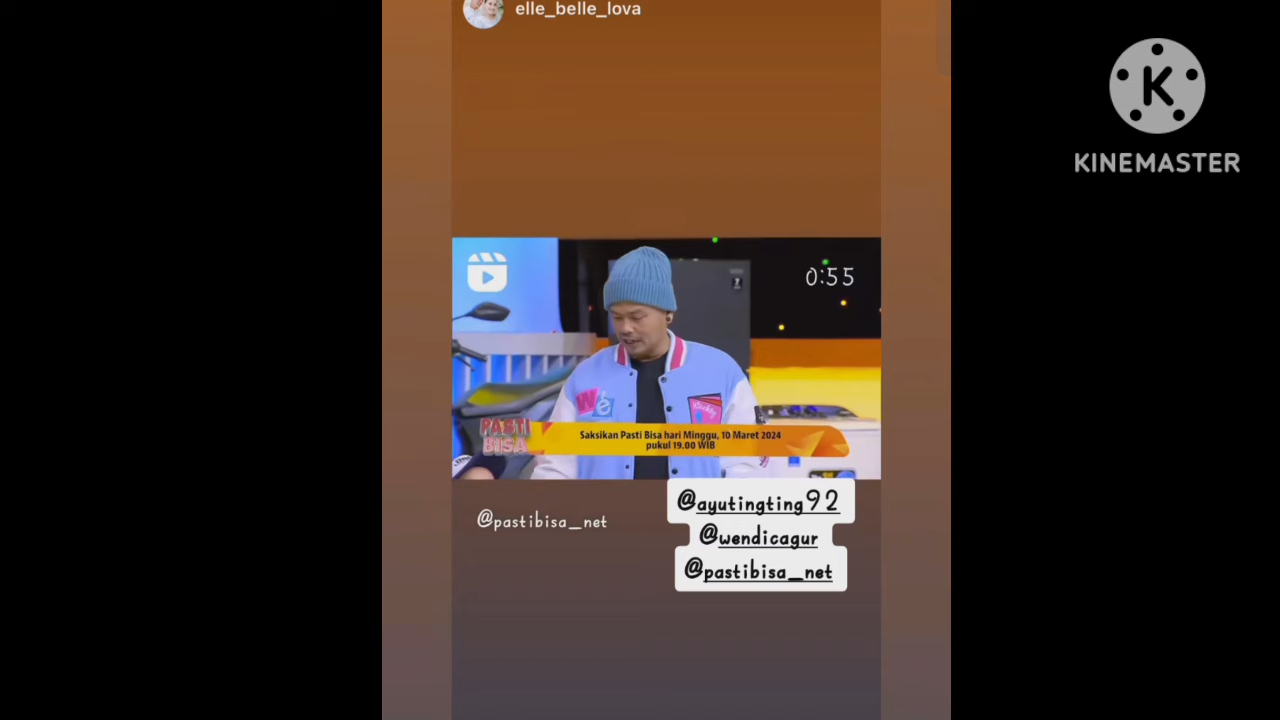 elle_belle_lova
K
KINEMASTER
0:55
We
PASTI
BISA
Saksikan Pasti Bisa hari Minggu, 10 Maret 2024
pukul 19.00 WIB
@pastibisa_net
@ayutingting92
@wendicagur
@pastibisa_net